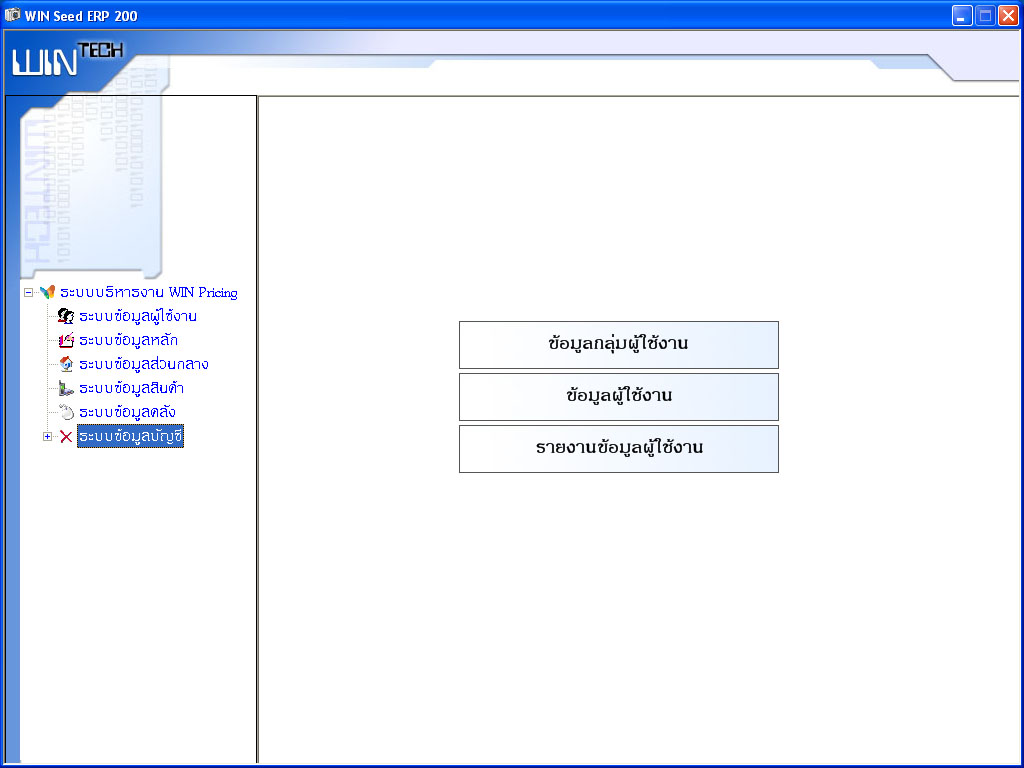 WIN Seed ERP 200
WIN TECH
WINTECH
ระบบบริหารงาน WIN Pricing
ระบบข้อมูลผู้ใช้งาน
ระบบข้อมูลหลัก
ระบบข้อมูลส่วนกลาง
ระบบข้อมูลสินค้า
ระบบข้อมูลคลัง
ระบบข้อมูลบัญชี
ข้อมูลกลุ่มผู้ใช้งาน
ข้อมูลผู้ใช้งาน
รายงานข้อมูลผู้ใช้งาน